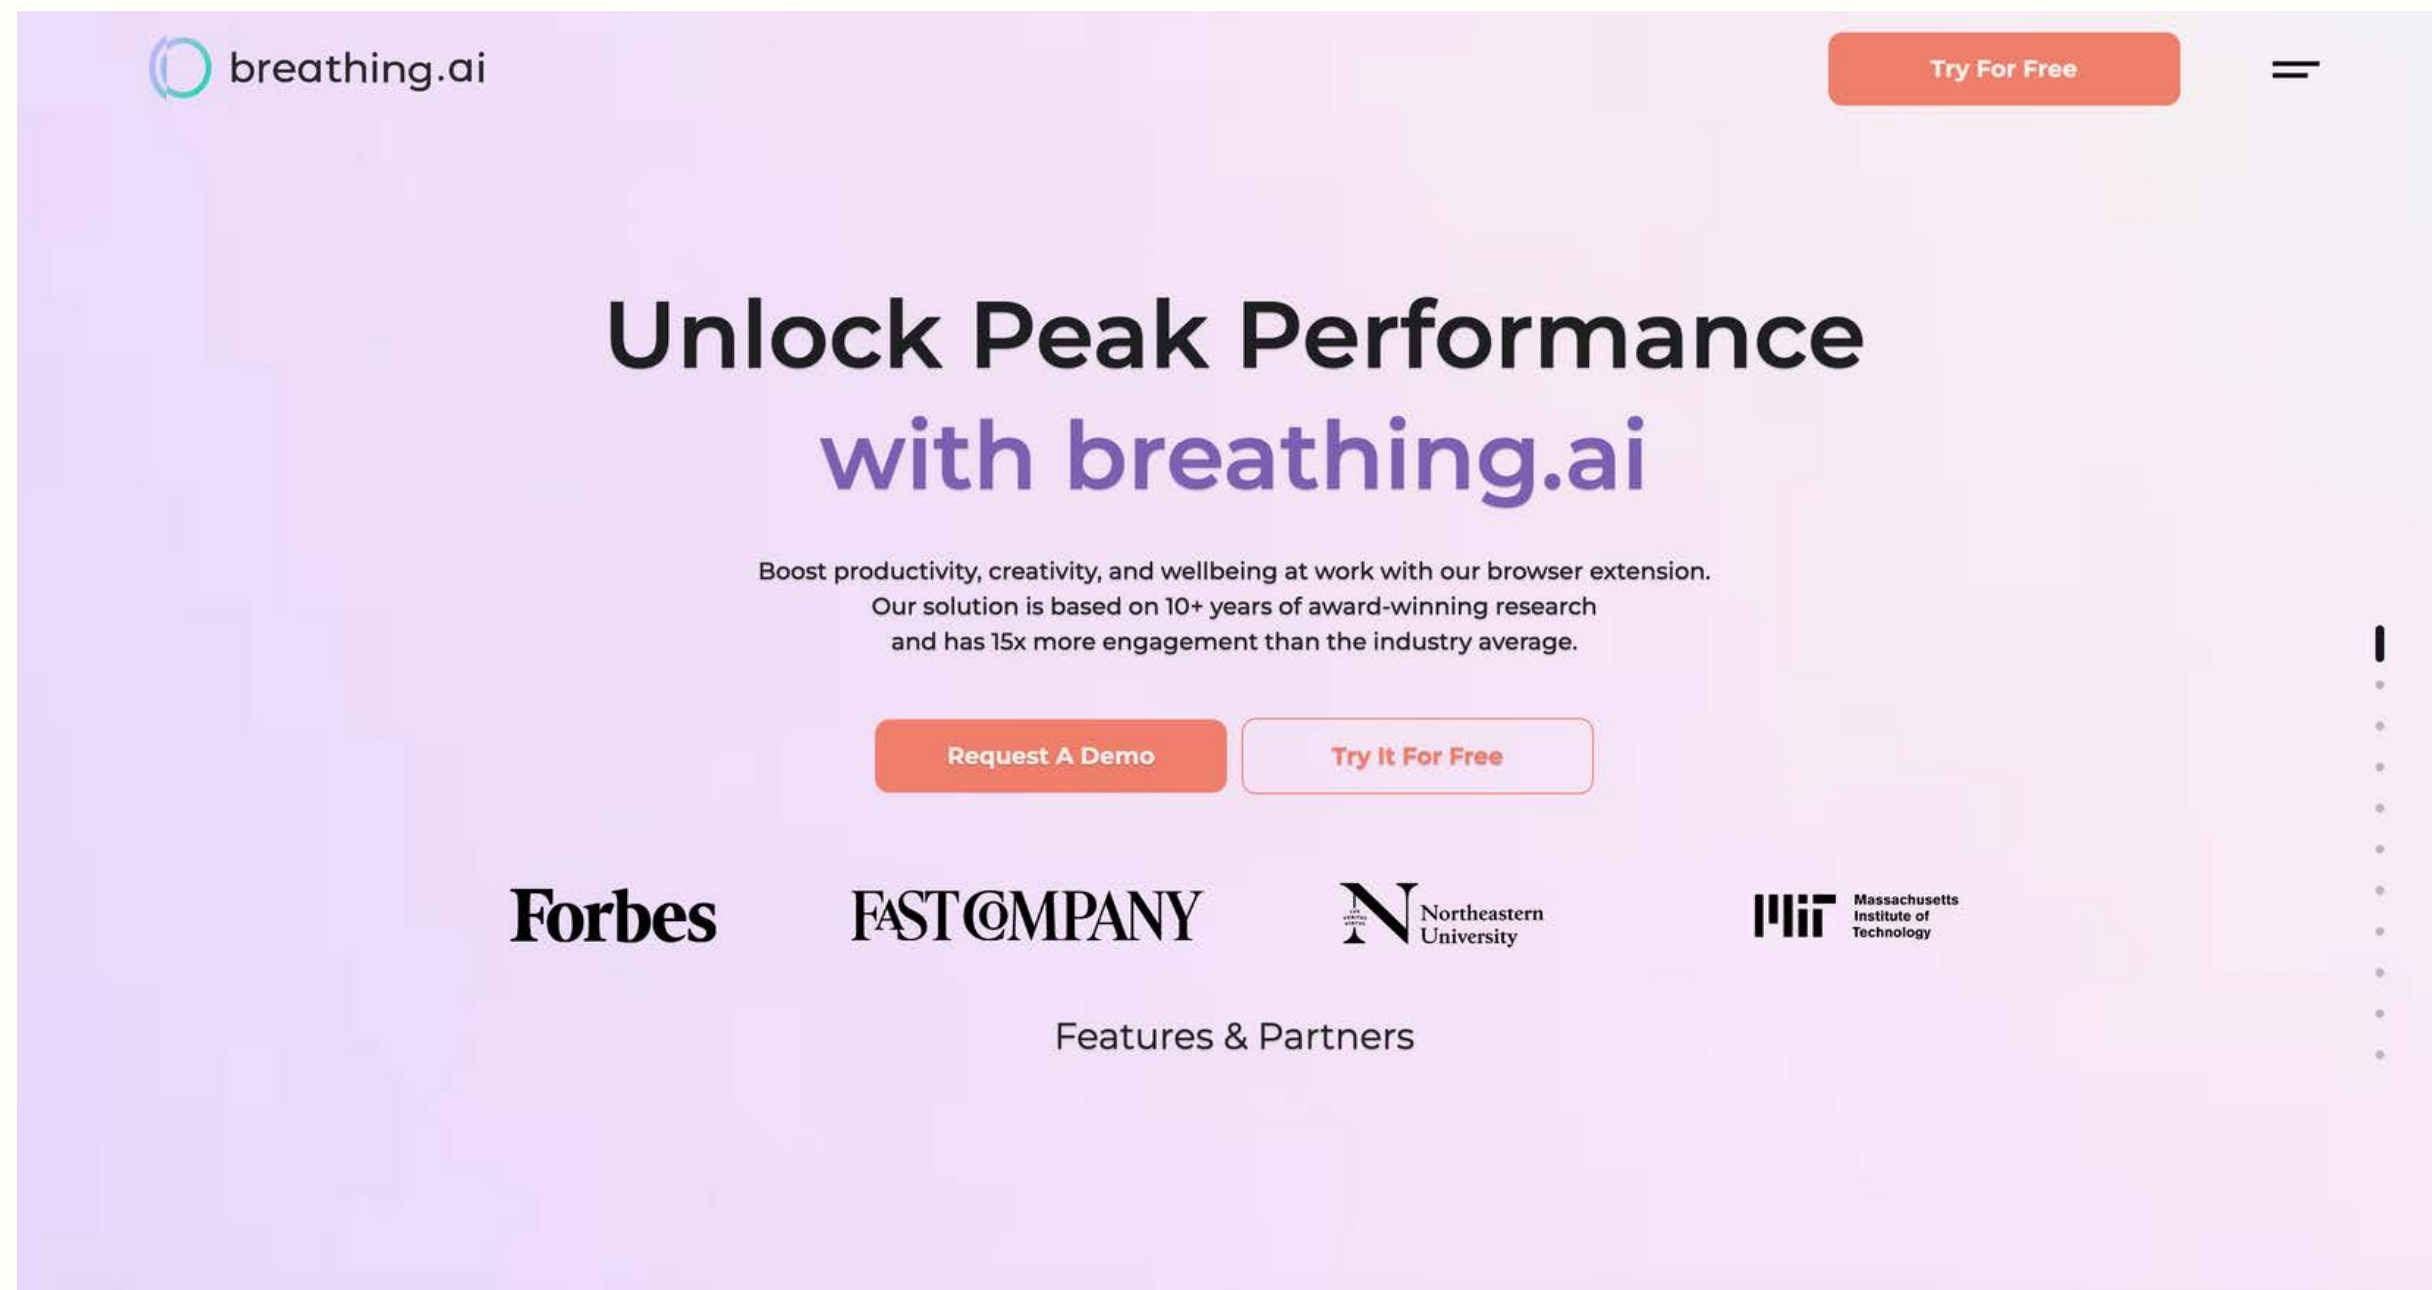 breathing.ai
Try For Free
Unlock Peak Performance
with breathing.ai
Boost productivity, creativity, and wellbeing at work with our browser extension.
Our solution is based on 10+ years of award-winning research
and has 15x more engagement than the industry average.
Request A Demo
Try It For Free
Forbes
FAST COMPANY
Northeastern
University
MIT
Massachusetts
Institute of
Technology
Features & Partners